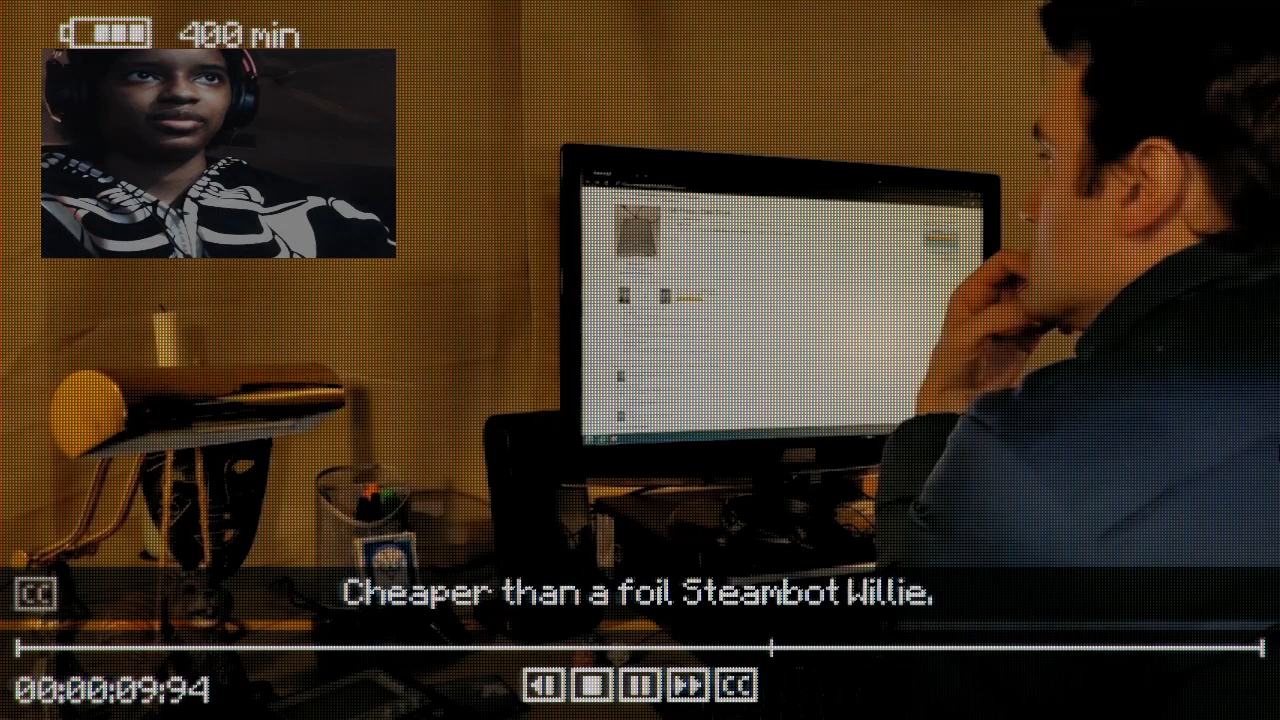 400 min
CC
Cheaper than a foil Steambot Willie.
00:00:09:94
CC